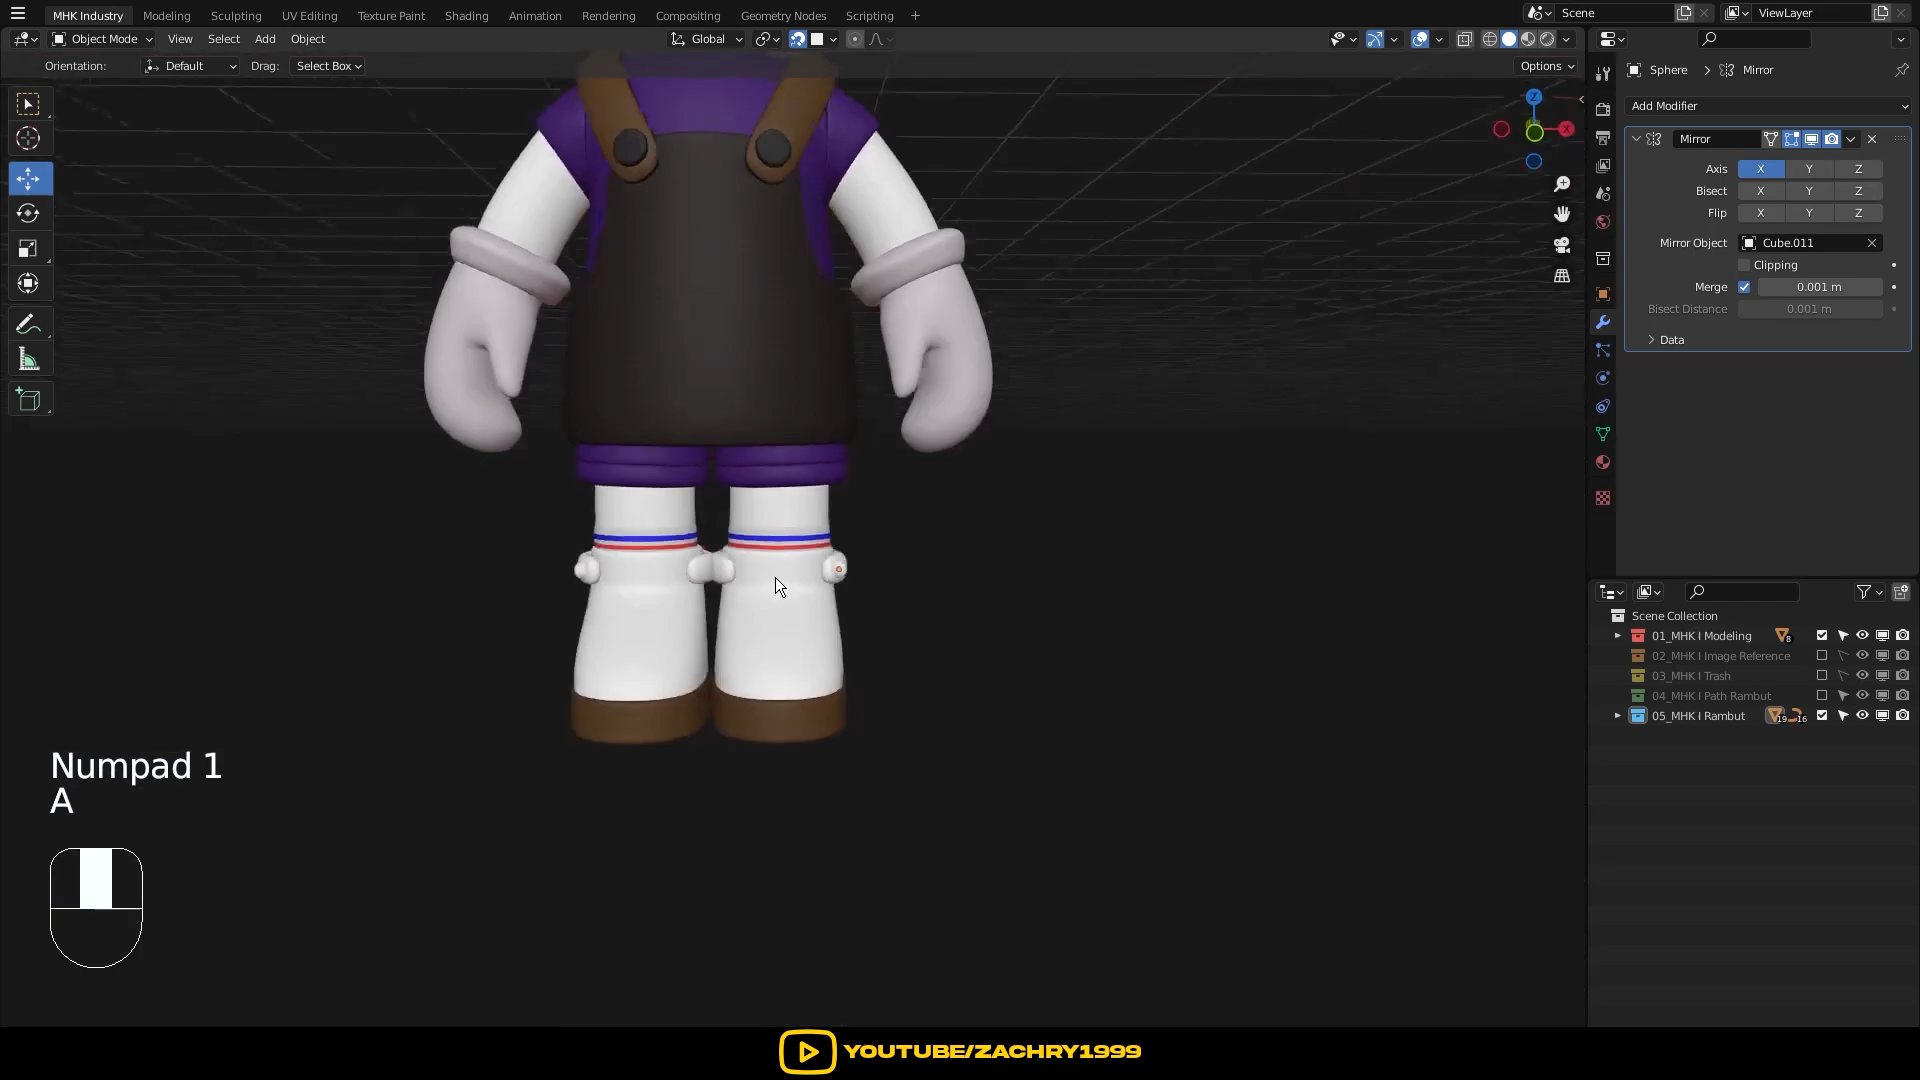 MHK Industry Modeling Sculpting UV Editing Texture Paint Shading Animation Rendering Compositing Geometry Nodes Scripting +
Scene
ViewLayer
Object Mode View Select Add Object
Global
Orientation: Default Drag: Select Box
Options
Z
X
Sphere > Mirror
Add Modifier
Mirror
Axis X Y Z
Bisect X Y Z
Flip X Y Z
Mirror Object Cube.011
Clipping
Merge 0.001 m
Bisect Distance 0.001 m
Data
Scene Collection
01_MHK I Modeling 8
02_MHK I Image Reference
03_MHK I Trash
04_MHK I Path Rambut
05_MHK I Rambut 19 16
Numpad 1
A
YOUTUBE/ZACHRY1999